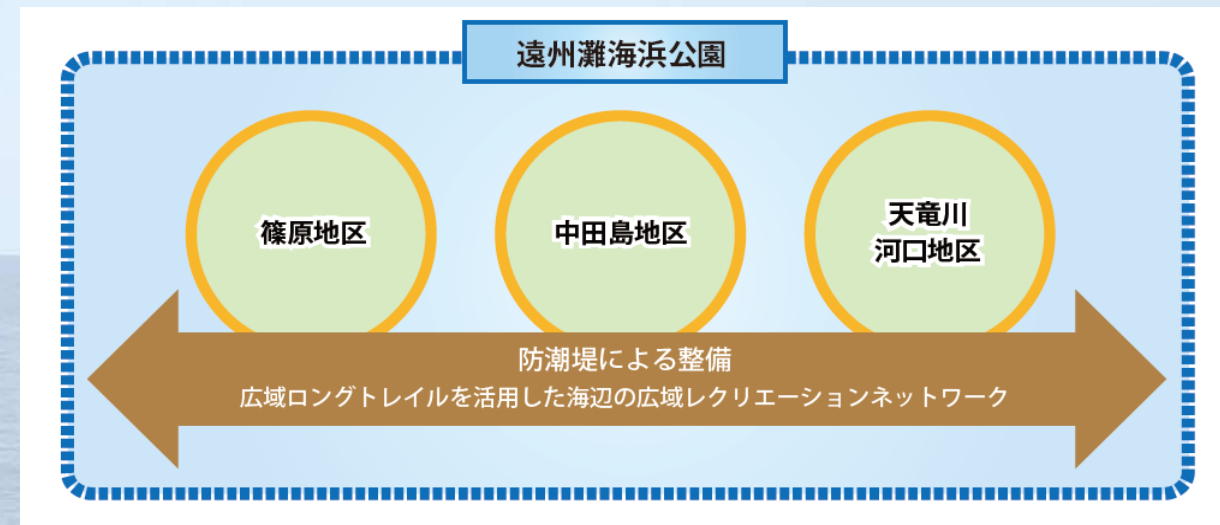 遠州灘海浜公園
篠原地区
中田島地区
天竜川
河口地区
防潮堤による整備
広域ロングトレイルを活用した海辺の広域レクリエーションネットワーク